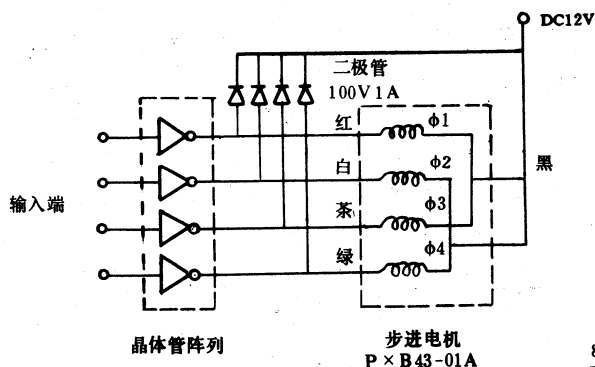 DC12V
二极管
100V 1A
红
φ1
白
φ2
黑
输入端
茶
φ3
绿
φ4
晶体管阵列
步进电机
P×B43-01A